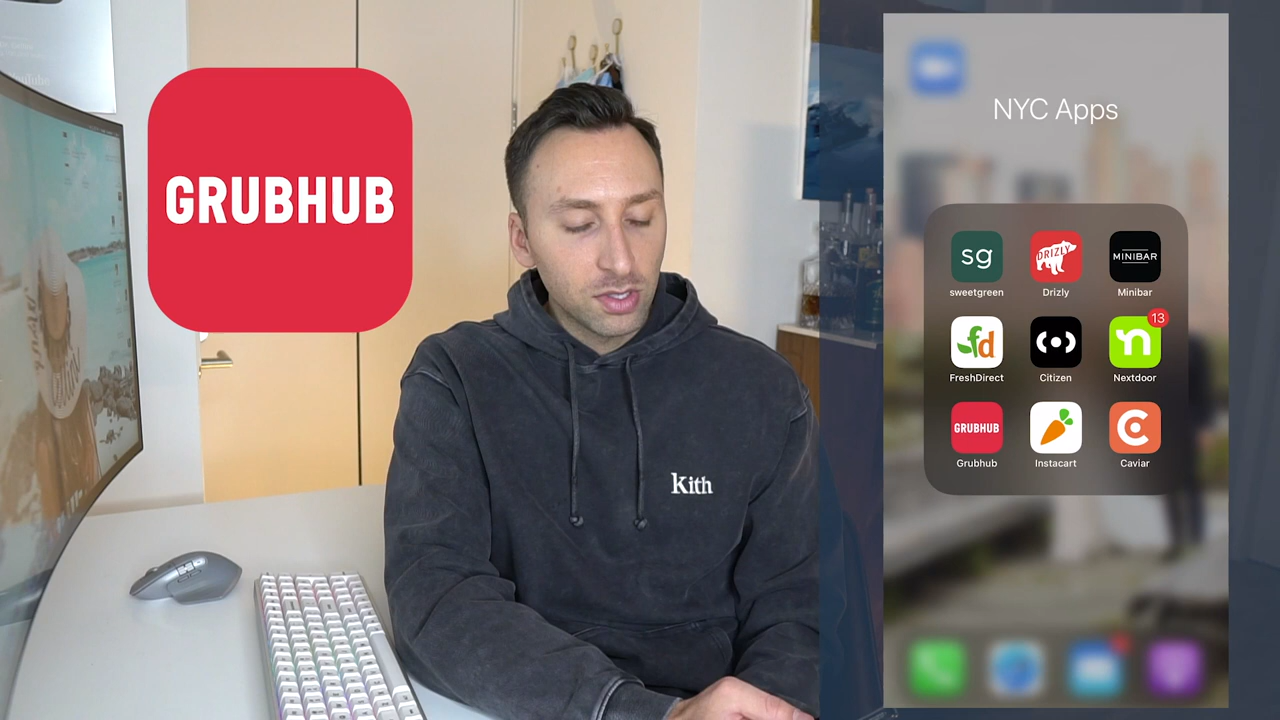 GRUBHUB
kith
NYC Apps
sg
DRIZLY
MINIBAR
sweetgreen
Drizly
Minibar
fd
n
13
FreshDirect
Citizen
Nextdoor
GRUBHUB
C
Grubhub
Instacart
Caviar